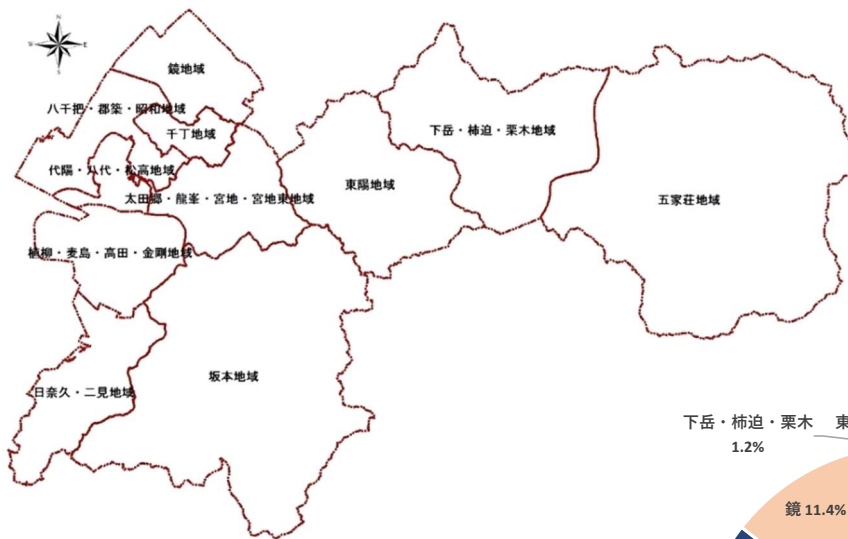 N
W E
S
鏡地域
八千把・郡築・昭和地域
千丁地域
下岳・柿迫・栗木地域
代陽・八代・松高地域
東陽地域
太田郷・龍峯・宮地・宮地東地域
五家荘地域
植柳・麦島・高田・金剛地域
坂本地域
日奈久・二見地域
下岳・柿迫・栗木
1.2%
東
鏡 11.4%